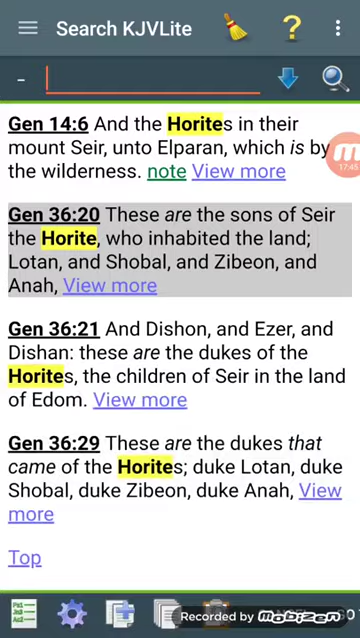 Search KJVLite
?
-
Gen 14:6 And the Horites in their
mount Seir, unto Elparan, which is by
the wilderness. note View more
17:45
Gen 36:20 These are the sons of Seir
the Horite, who inhabited the land;
Lotan, and Shobal, and Zibeon, and
Anah, View more
Gen 36:21 And Dishon, and Ezer, and
Dishan: these are the dukes of the
Horites, the children of Seir in the land
of Edom. View more
Gen 36:29 These are the dukes that
came of the Horites; duke Lotan, duke
Shobal, duke Zibeon, duke Anah, View
more
Top
Recorded by mobizen